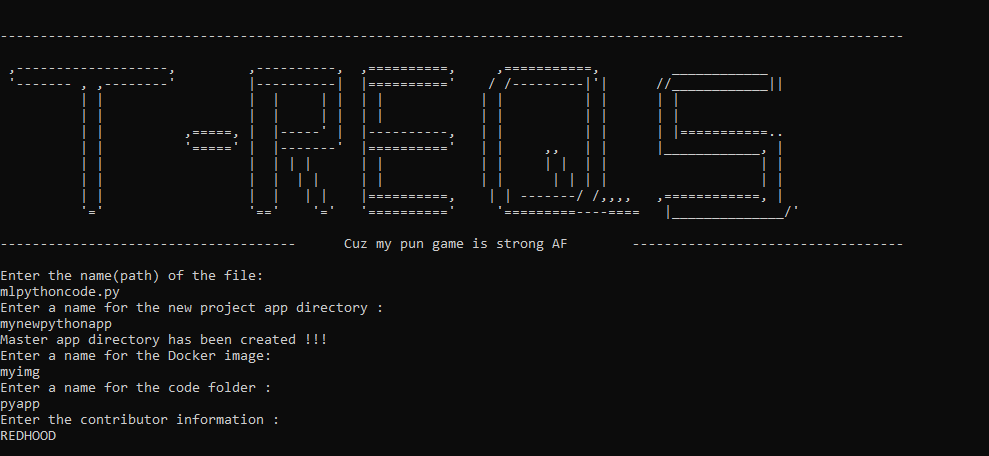 T-REQS
Cuz my pun game is strong AF
Enter the name(path) of the file:
mlpythoncode.py
Enter a name for the new project app directory :
mynewpythonapp
Master app directory has been created !!!
Enter a name for the Docker image:
myimg
Enter a name for the code folder :
pyapp
Enter the contributor information :
REDHOOD